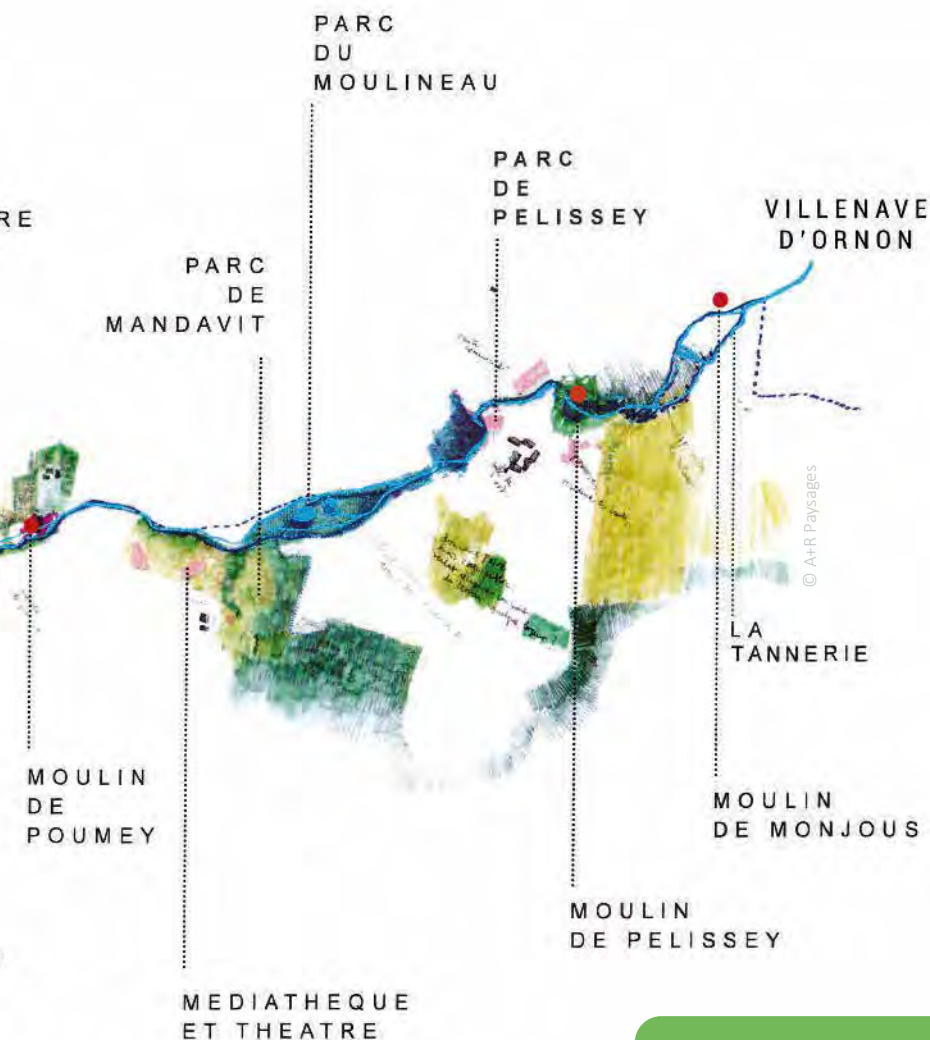 PARC
DU
MOULINEAU
PARC
DE
PELISSEY
VILLENAVE
D'ORNON
RE
PARC
DE
MANDAVIT
© A+R Paysages
LA
TANNERIE
MOULIN
DE
POUMEY
MOULIN
DE MONJOUS
MOULIN
DE PELISSEY
MEDIATHEQUE
ET THEATRE